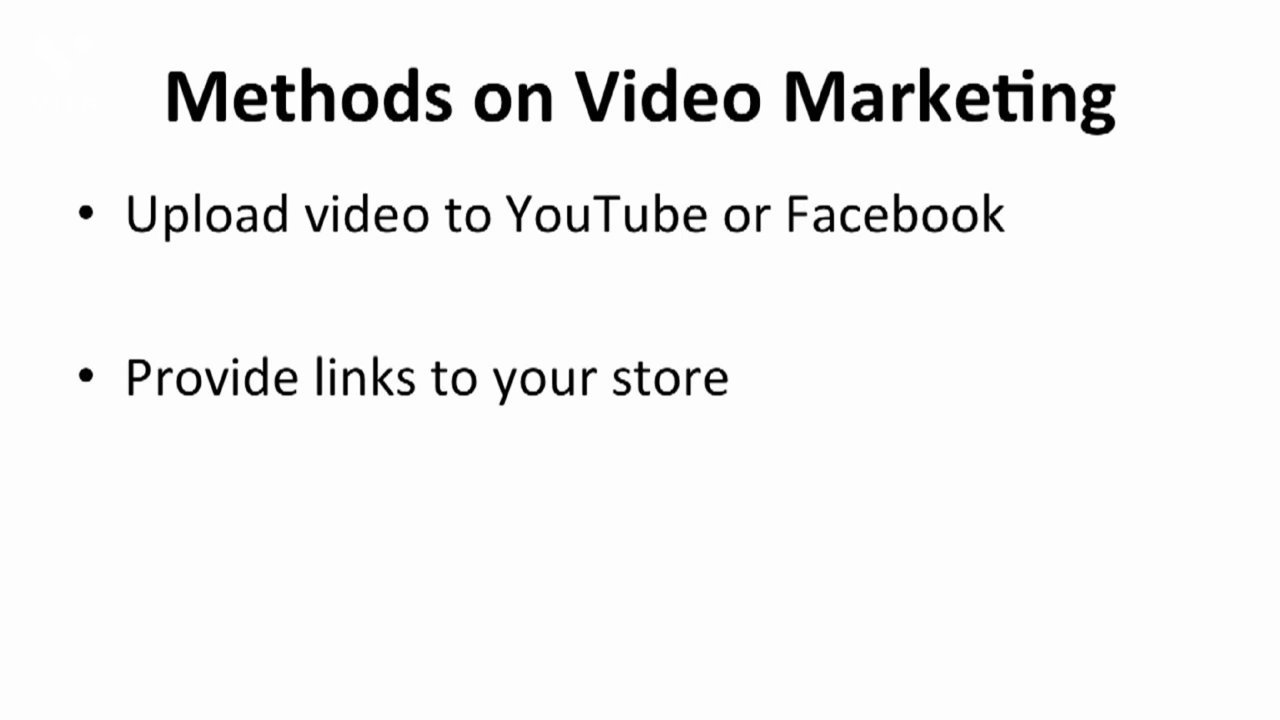 Methods on Video Marketing
• Upload video to YouTube or Facebook
• Provide links to your store